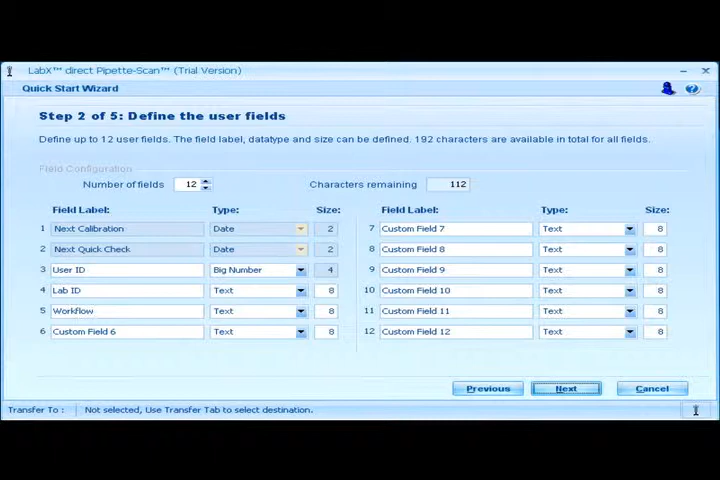 LabX™ direct Pipette-Scan™ (Trial Version)
Quick Start Wizard
Step 2 of 5: Define the user fields
Define up to 12 user fields. The field label, datatype and size can be defined. 192 characters are available in total for all fields.
Field Configuration
Number of fields 12 Characters remaining 112
Field Label: Type: Size: Field Label: Type: Size:
1 Next Calibration Date 2 7 Custom Field 7 Text 8
2 Next Quick Check Date 2 8 Custom Field 8 Text 8
3 User ID Big Number 4 9 Custom Field 9 Text 8
4 Lab ID Text 8 10 Custom Field 10 Text 8
5 Workflow Text 8 11 Custom Field 11 Text 8
6 Custom Field 6 Text 8 12 Custom Field 12 Text 8
Previous Next Cancel
Transfer To : Not selected, Use Transfer Tab to select destination.